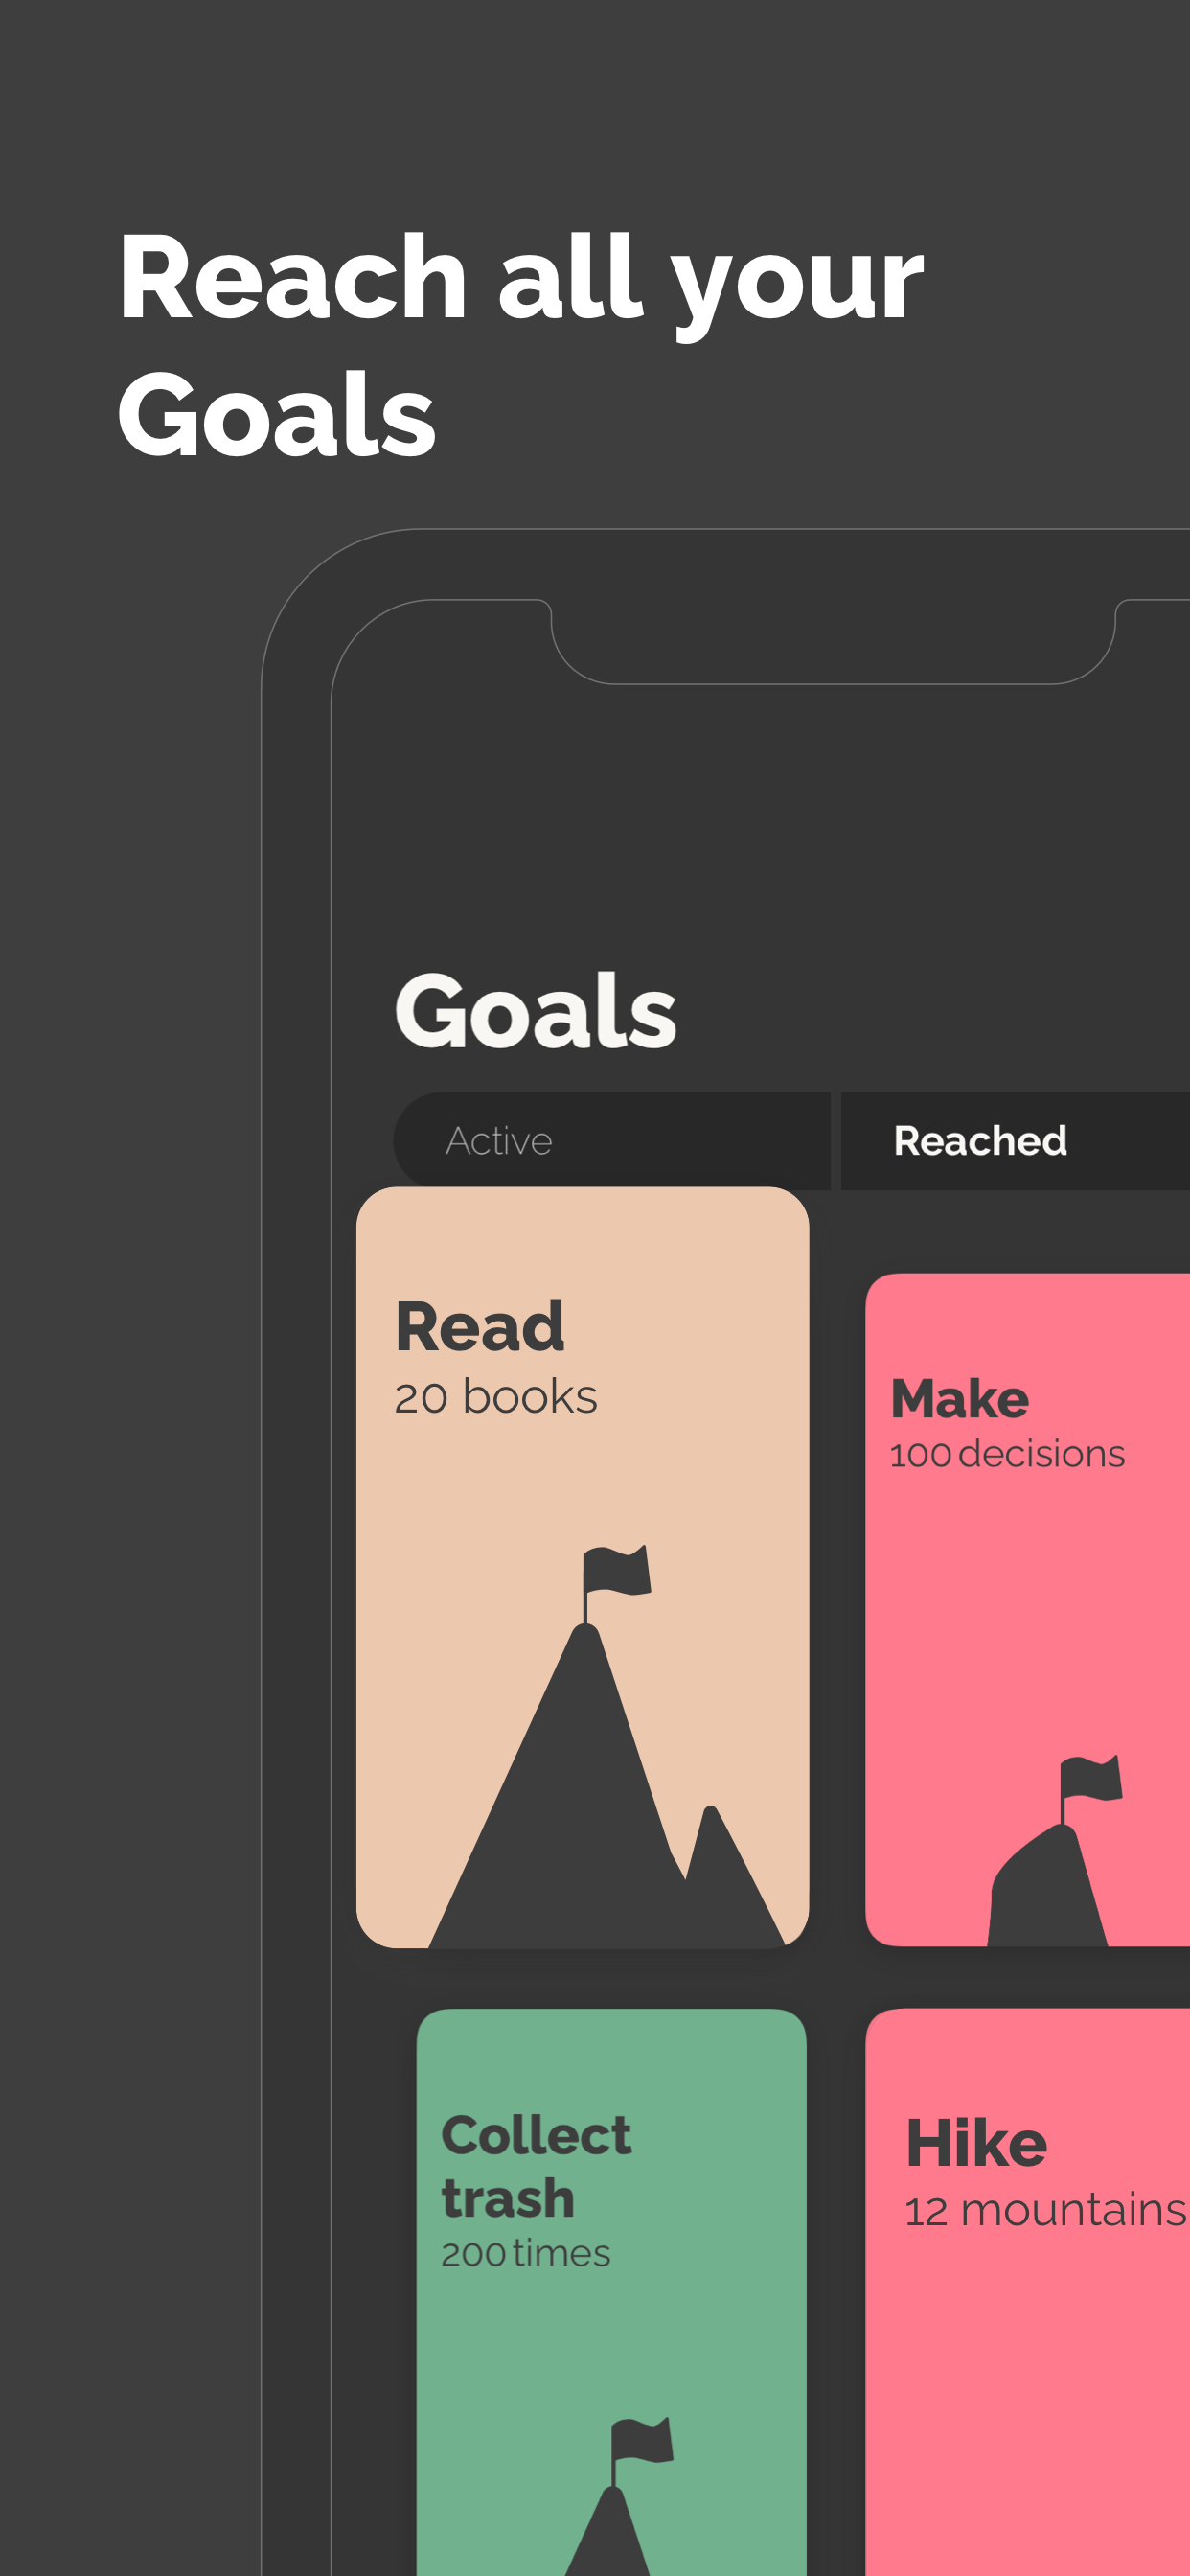 Reach all your
Goals
Goals
Active
Reached
Read
20 books
Make
100 decisions
Collect
trash
200 times
Hike
12 mountains